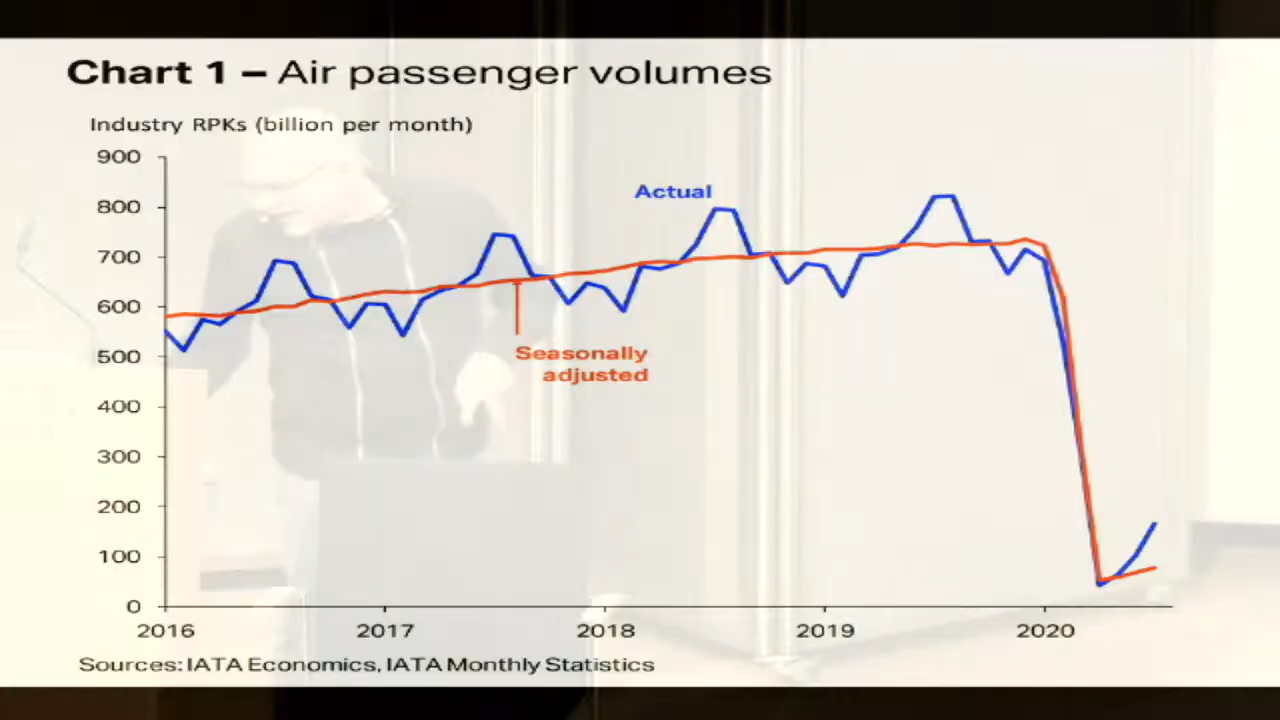 Chart 1 – Air passenger volumes
Industry RPKs (billion per month)
900
800
700
600
500
400
300
200
100
0
Actual
Seasonally
adjusted
2016
2017
2018
2019
2020
Sources: IATA Economics, IATA Monthly Statistics